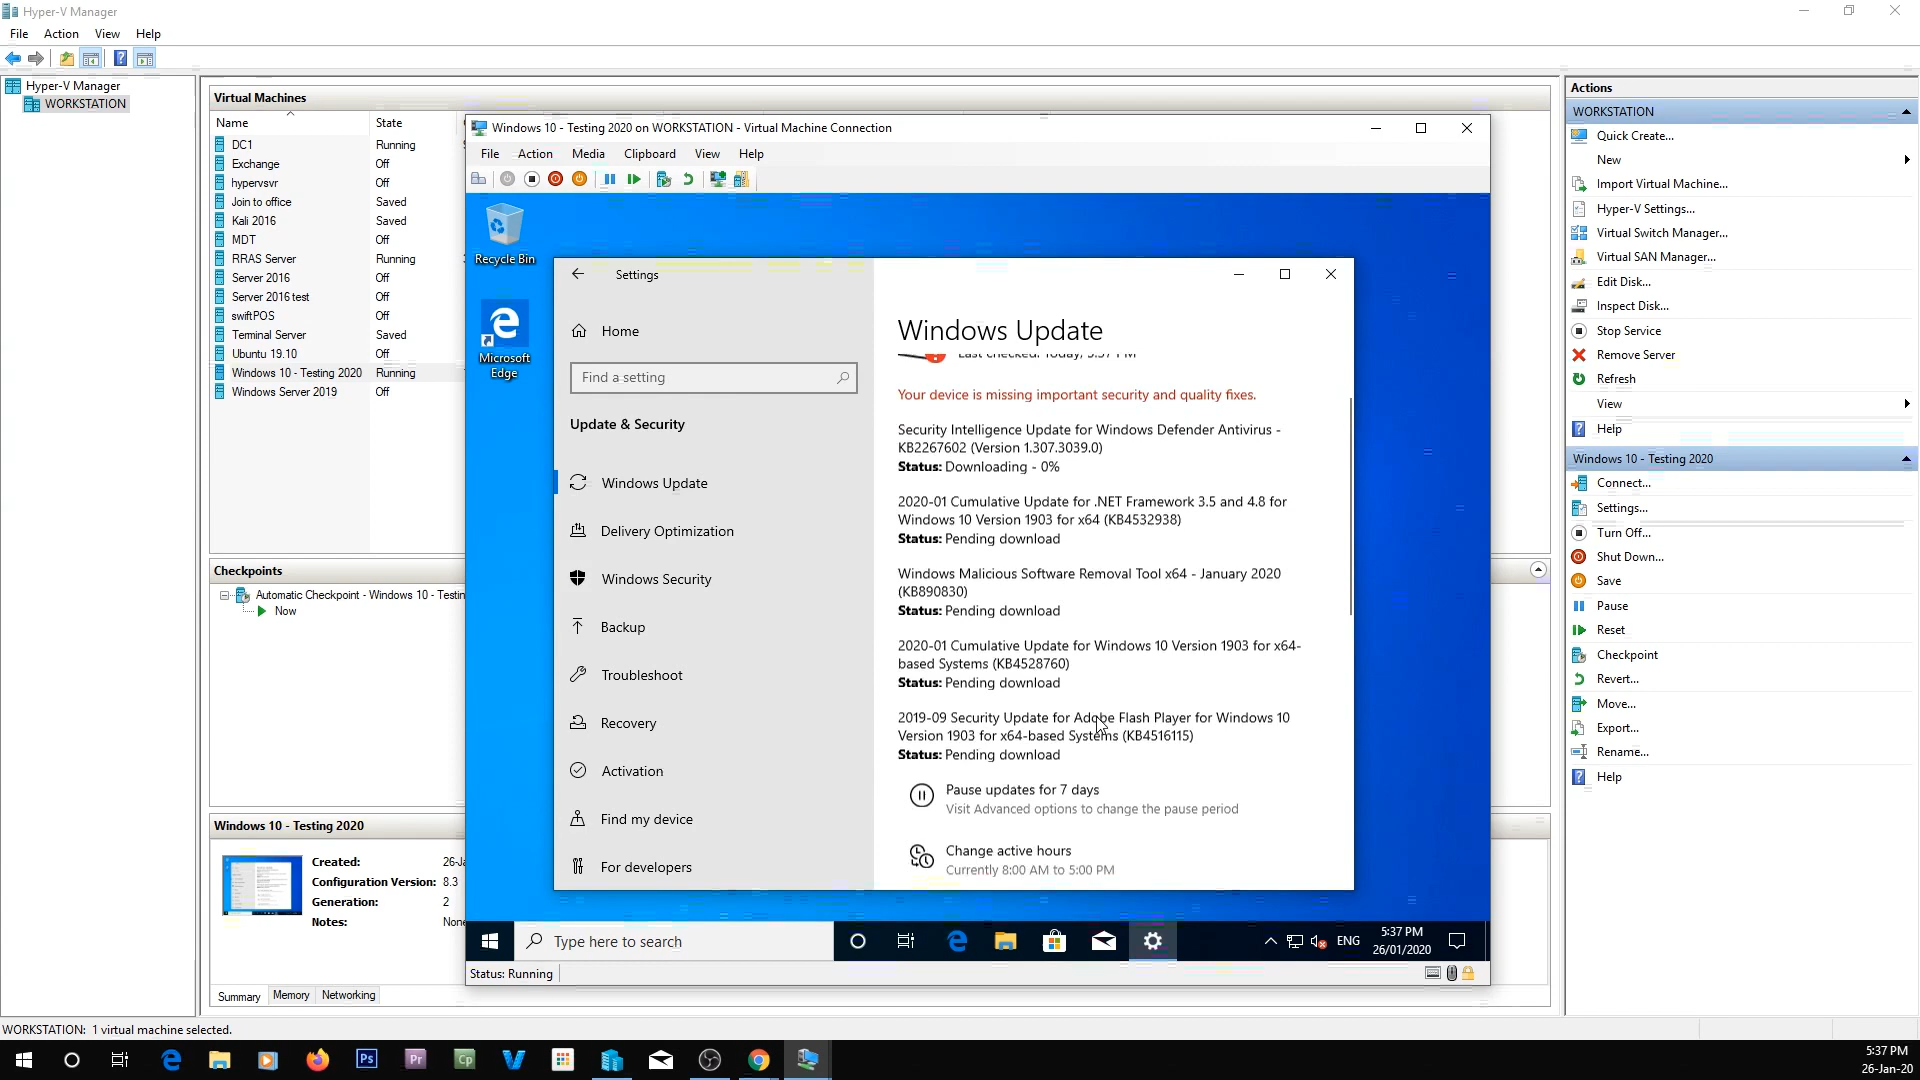 Hyper-V Manager
File Action View Help
Hyper-V Manager
WORKSTATION
Virtual Machines
Name State
DC1 Running
Exchange Off
hypervsvr Off
Join to office Saved
Kali 2016 Saved
MDT Off
RRAS Server Running
Server 2016 Off
Server 2016 test Off
swiftPOS Off
Terminal Server Saved
Ubuntu 19.10 Off
Windows 10 - Testing 2020 Running
Windows Server 2019 Off
Checkpoints
Automatic Checkpoint - Windows 10 - Testin
Now
Windows 10 - Testing 2020
Created: 26-Ja
Configuration Version: 8.3
Generation: 2
Notes: None
Summary Memory Networking
Windows 10 - Testing 2020 on WORKSTATION - Virtual Machine Connection
File Action Media Clipboard View Help
Recycle Bin
Microsoft
Edge
Settings
Home
Find a setting
Update & Security
Windows Update
Delivery Optimization
Windows Security
Backup
Troubleshoot
Recovery
Activation
Find my device
For developers
Windows Update
Last checked: Today, 5:37 PM
Your device is missing important security and quality fixes.
Security Intelligence Update for Windows Defender Antivirus -
KB2267602 (Version 1.307.3039.0)
Status: Downloading - 0%
2020-01 Cumulative Update for .NET Framework 3.5 and 4.8 for
Windows 10 Version 1903 for x64 (KB4532938)
Status: Pending download
Windows Malicious Software Removal Tool x64 - January 2020
(KB890830)
Status: Pending download
2020-01 Cumulative Update for Windows 10 Version 1903 for x64-
based Systems (KB4528760)
Status: Pending download
2019-09 Security Update for Adobe Flash Player for Windows 10
Version 1903 for x64-based Systems (KB4516115)
Status: Pending download
Pause updates for 7 days
Visit Advanced options to change the pause period
Change active hours
Currently 8:00 AM to 5:00 PM
Type here to search
ENG
5:37 PM
26/01/2020
Status: Running
Actions
WORKSTATION
Quick Create...
New
Import Virtual Machine...
Hyper-V Settings...
Virtual Switch Manager...
Virtual SAN Manager...
Edit Disk...
Inspect Disk...
Stop Service
Remove Server
Refresh
View
Help
Windows 10 - Testing 2020
Connect...
Settings...
Turn Off...
Shut Down...
Save
Pause
Reset
Checkpoint
Revert...
Move...
Export...
Rename...
Help
WORKSTATION: 1 virtual machine selected.
Ps Pr Cp
5:37 PM
26-Jan-20